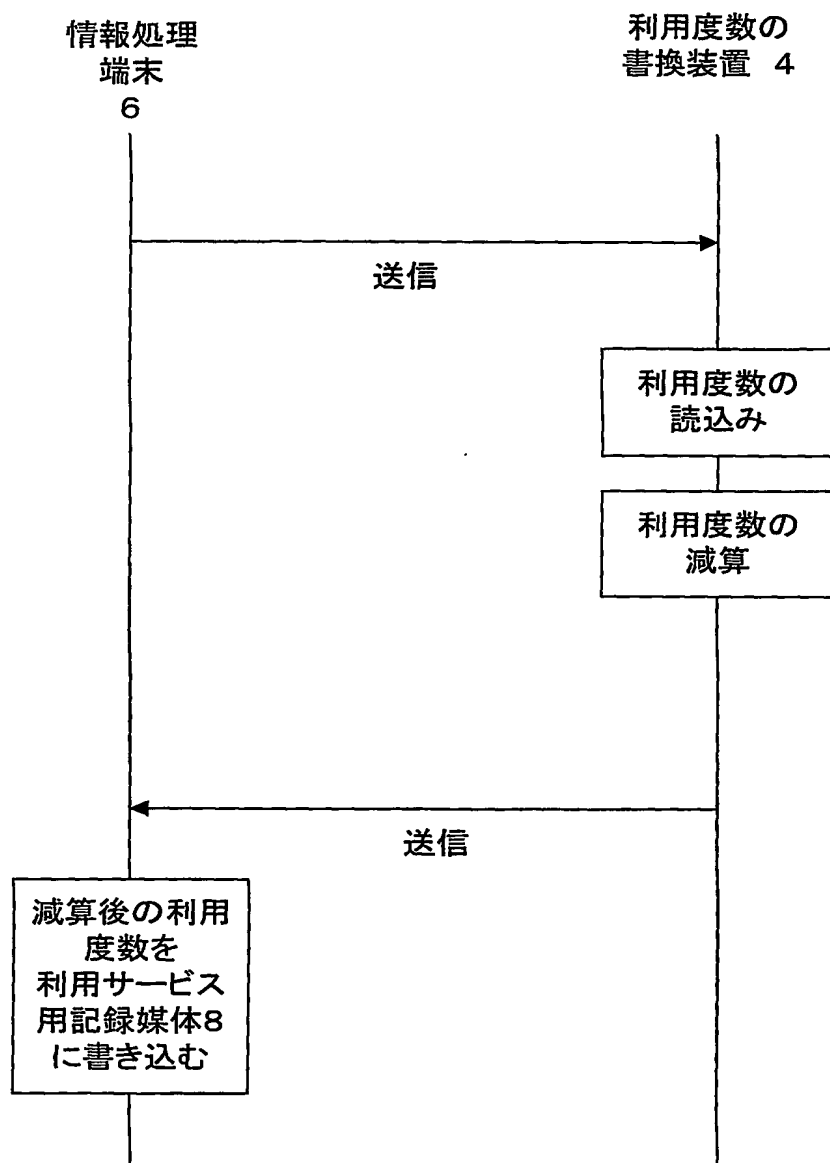 情報処理
端末
6
利用度数の
書換装置 4
送信
利用度数の
読込み
利用度数の
減算
送信
減算後の利用
度数を
利用サービス
用記録媒体8
に書き込む